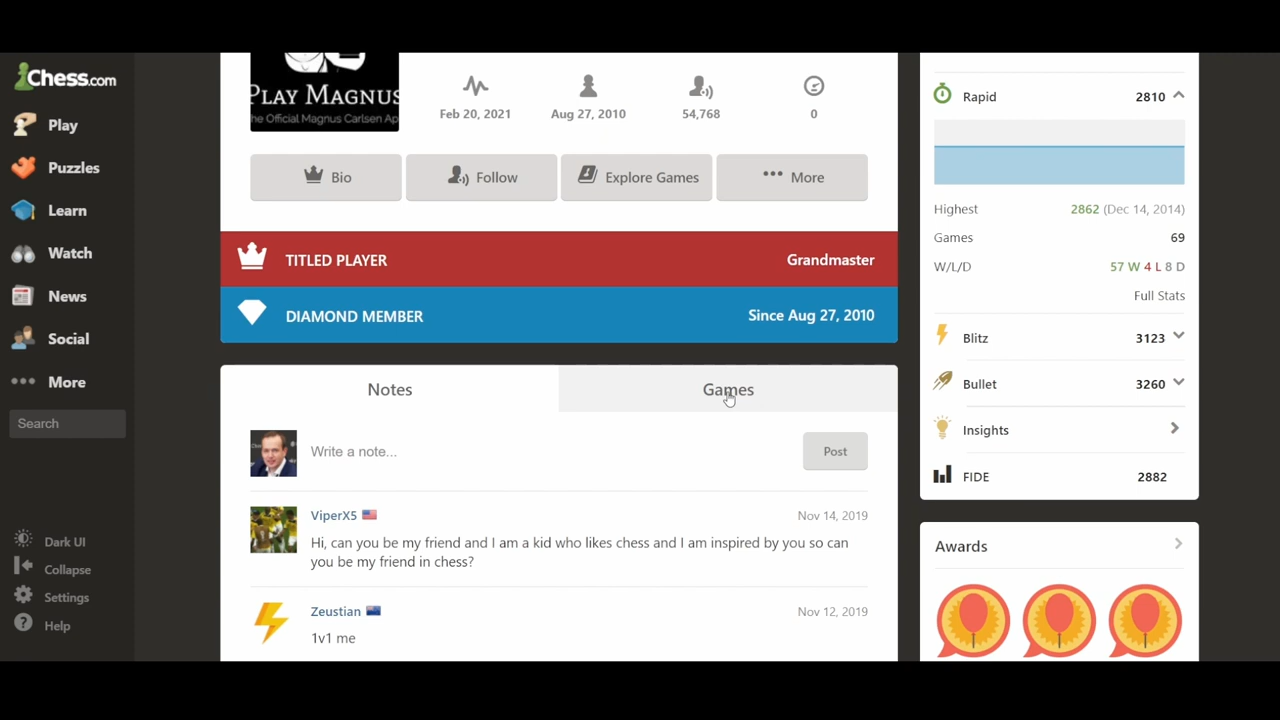 Chess.com
Play
Puzzles
Learn
Watch
News
Social
More
Search
Dark UI
Collapse
Settings
Help
PLAY MAGNUS
he Official Magnus Carlsen Ap
Feb 20, 2021
Aug 27, 2010
54,768
0
Bio
Follow
Explore Games
More
TITLED PLAYER Grandmaster
DIAMOND MEMBER Since Aug 27, 2010
Notes
Games
Write a note...
Post
ViperX5 Nov 14, 2019
Hi, can you be my friend and I am a kid who likes chess and I am inspired by you so can
you be my friend in chess?
Zeustian Nov 12, 2019
1v1 me
Rapid 2810
Highest 2862 (Dec 14, 2014)
Games 69
W/L/D 57 W 4 L 8 D
Full Stats
Blitz 3123
Bullet 3260
Insights
FIDE 2882
Awards